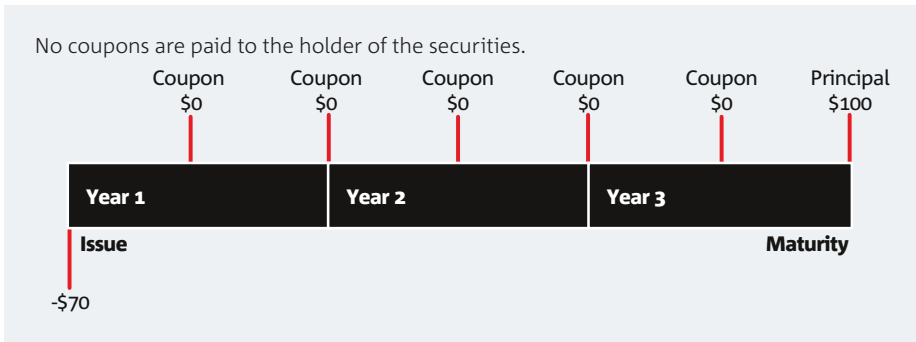 No coupons are paid to the holder of the securities.
Coupon Coupon Coupon Coupon Coupon Principal
$0 $0 $0 $0 $0 $100
Year 1 Year 2 Year 3
Issue Maturity
-$70